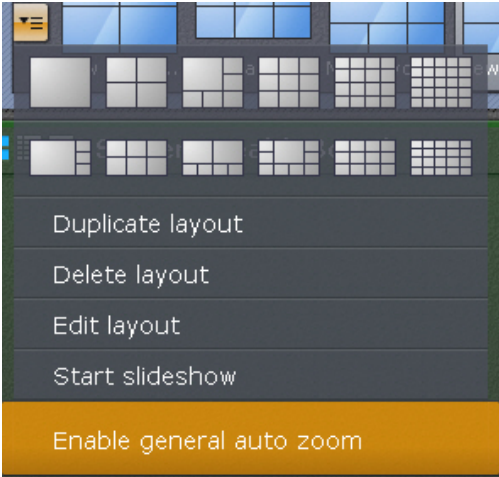 Duplicate layout
Delete layout
Edit layout
Start slideshow
Enable general auto zoom